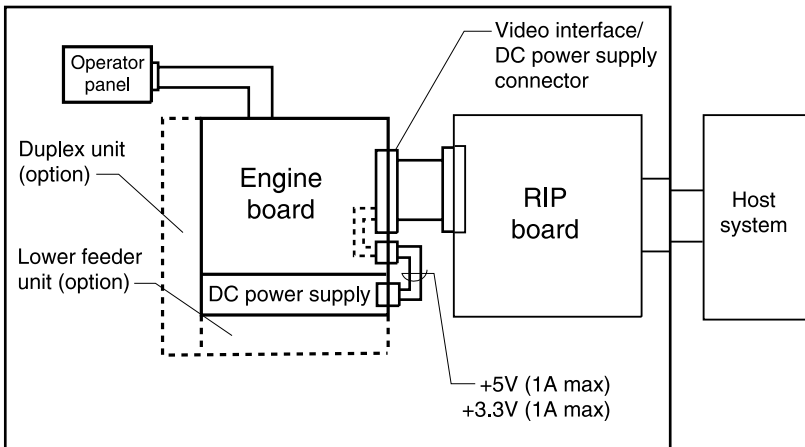 Operator
panel
Video interface/
DC power supply
connector
Duplex unit
(option)
Engine
board
RIP
board
Host
system
Lower feeder
unit (option)
DC power supply
+5V (1A max)
+3.3V (1A max)